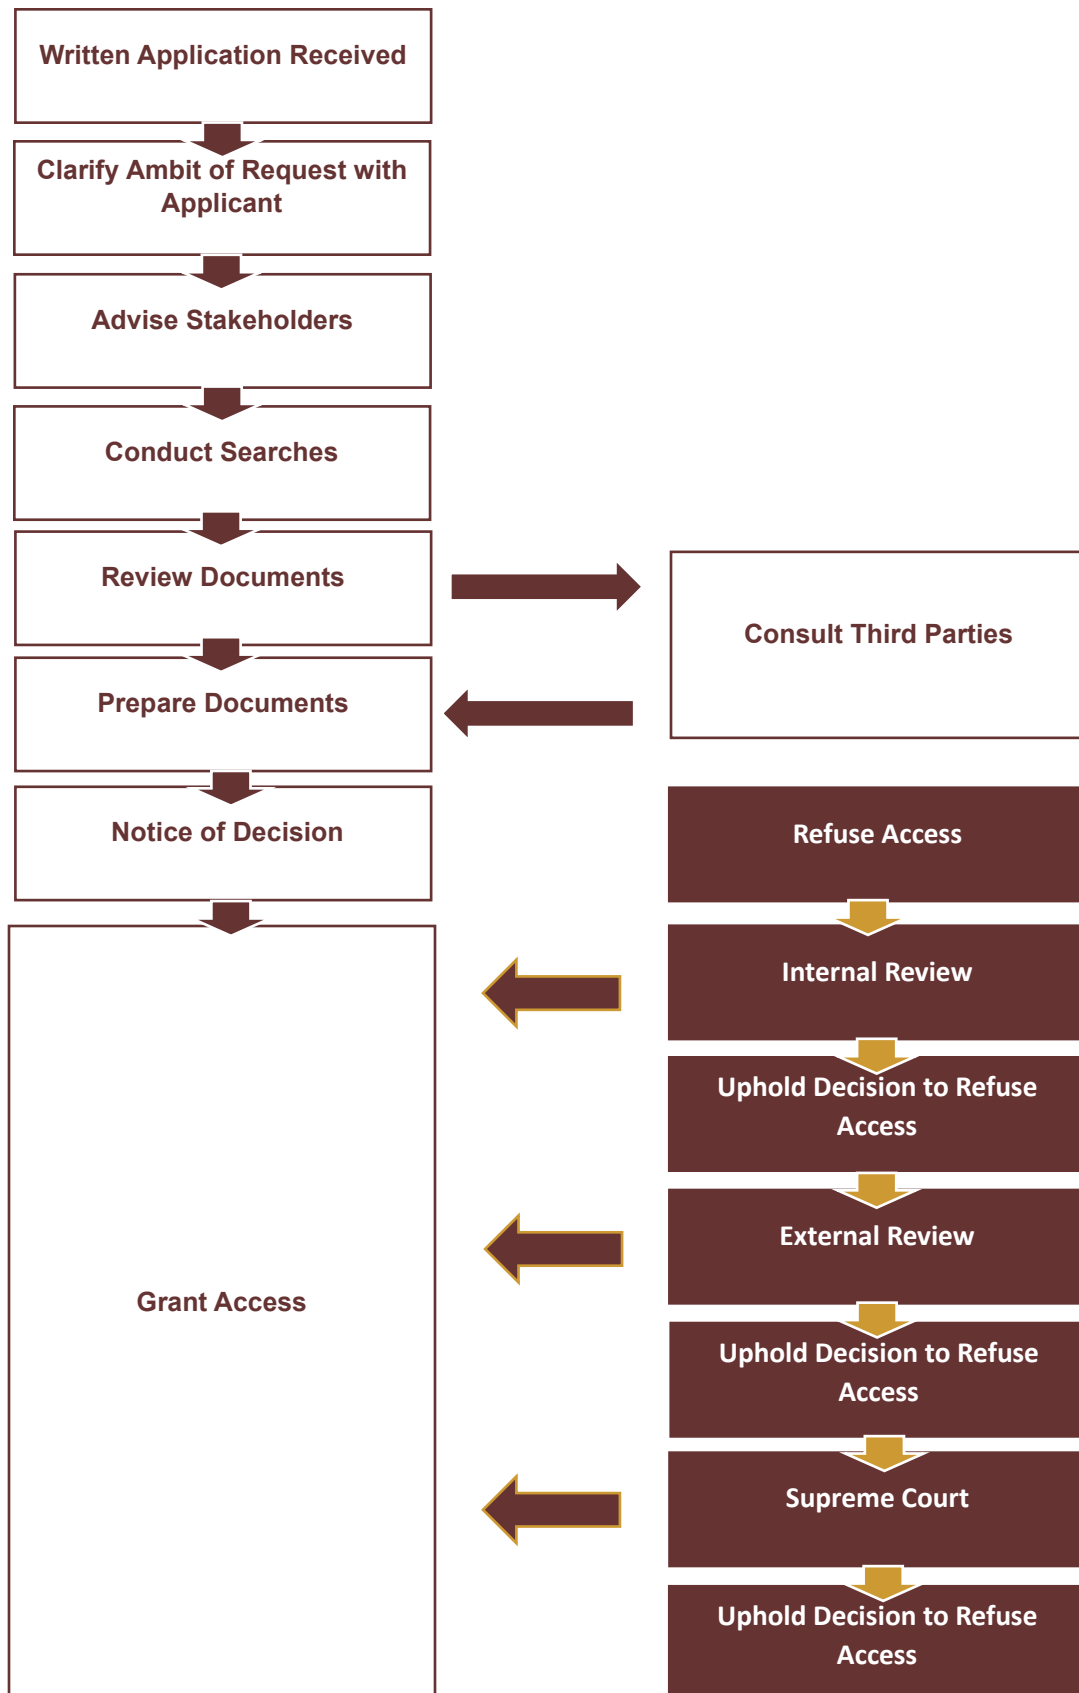 Written Application Received
Clarify Ambit of Request with
Applicant
Advise Stakeholders
Conduct Searches
Review Documents
Consult Third Parties
Prepare Documents
Notice of Decision
Refuse Access
Internal Review
Uphold Decision to Refuse
Access
External Review
Grant Access
Uphold Decision to Refuse
Access
Supreme Court
Uphold Decision to Refuse
Access